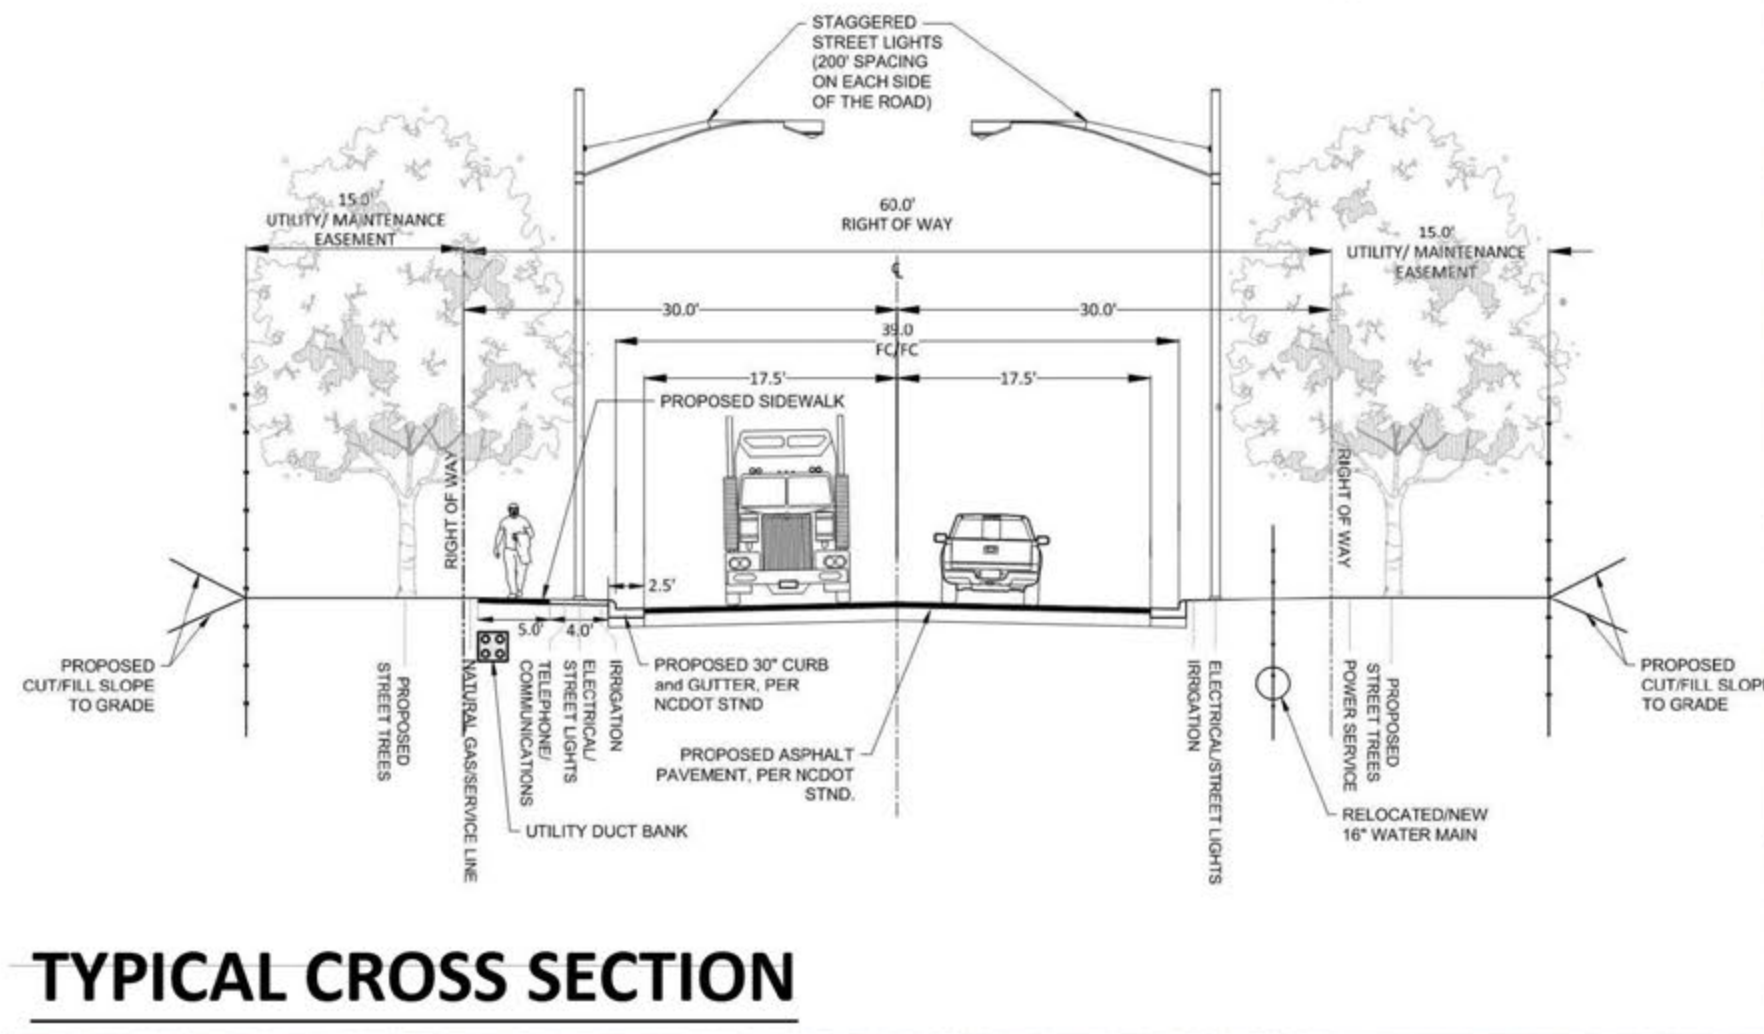 STAGGERED
STREET LIGHTS
(200' SPACING
ON EACH SIDE
OF THE ROAD)
15.0'
UTILITY/ MAINTENANCE
EASEMENT
60.0'
RIGHT OF WAY
15.0'
UTILITY/ MAINTENANCE
EASEMENT
℄
30.0'
30.0'
39.0
FC/FC
17.5'
17.5'
PROPOSED SIDEWALK
RIGHT OF WAY
RIGHT OF WAY
2.5'
5.0'
4.0'
PROPOSED
CUT/FILL SLOPE
TO GRADE
PROPOSED
STREET TREES
NATURAL GAS/SERVICE LINE
TELEPHONE/
COMMUNICATIONS
ELECTRICAL/
STREET LIGHTS
IRRIGATION
PROPOSED 30" CURB
and GUTTER, PER
NCDOT STND
PROPOSED ASPHALT
PAVEMENT, PER NCDOT
STND.
UTILITY DUCT BANK
IRRIGATION
ELECTRICAL/STREET LIGHTS
POWER SERVICE
PROPOSED
STREET TREES
PROPOSED
CUT/FILL SLOPE
TO GRADE
RELOCATED/NEW
16" WATER MAIN
TYPICAL CROSS SECTION